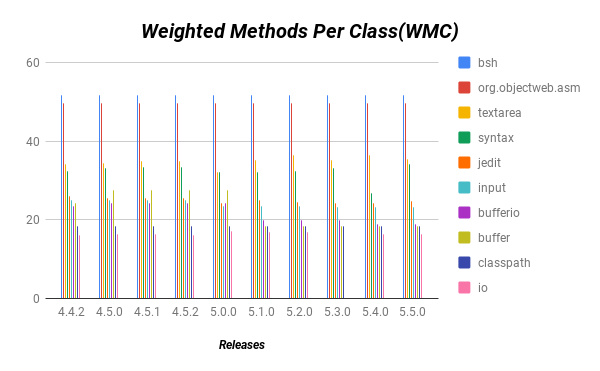 Weighted Methods Per Class(WMC)
60
40
20
0
4.4.2 4.5.0 4.5.1 4.5.2 5.0.0 5.1.0 5.2.0 5.3.0 5.4.0 5.5.0
Releases
bsh
org.objectweb.asm
textarea
syntax
jedit
input
bufferio
buffer
classpath
io